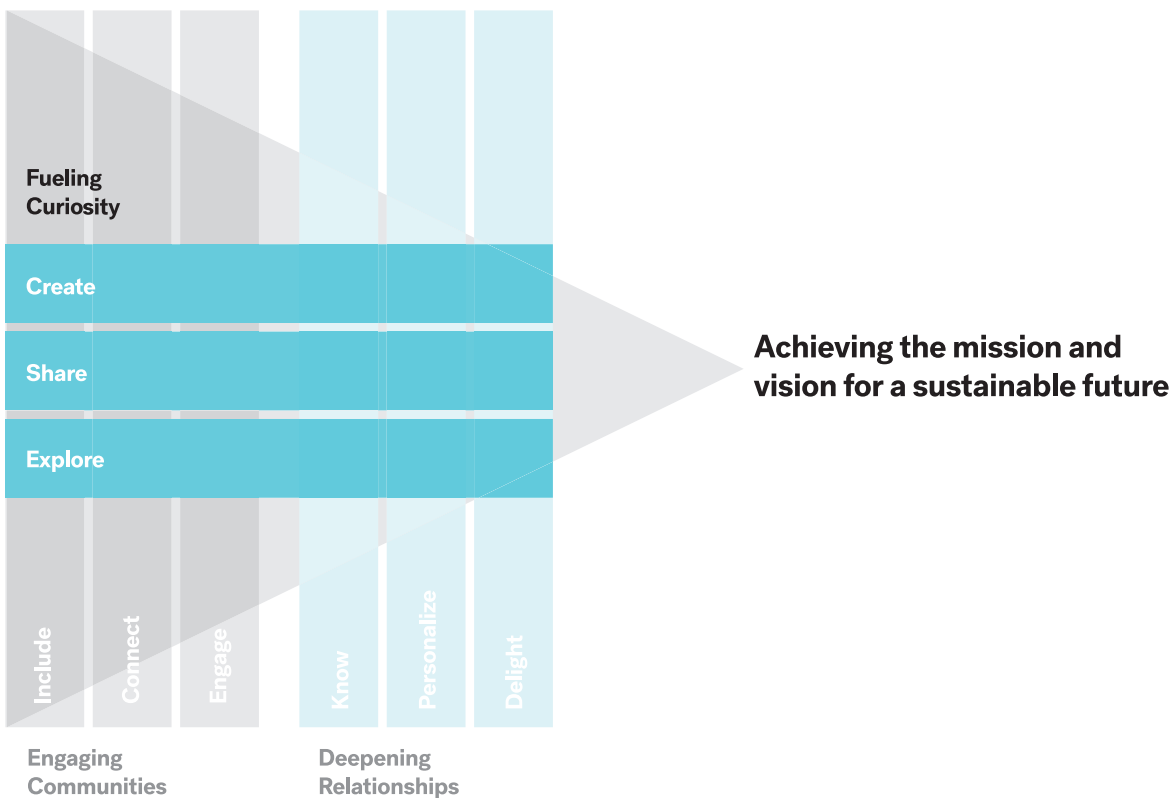 Fueling
Curiosity
Create
Share
Explore
Achieving the mission and
vision for a sustainable future
Include
Connect
Engage
Know
Personalize
Delight
Engaging
Communities
Deepening
Relationships